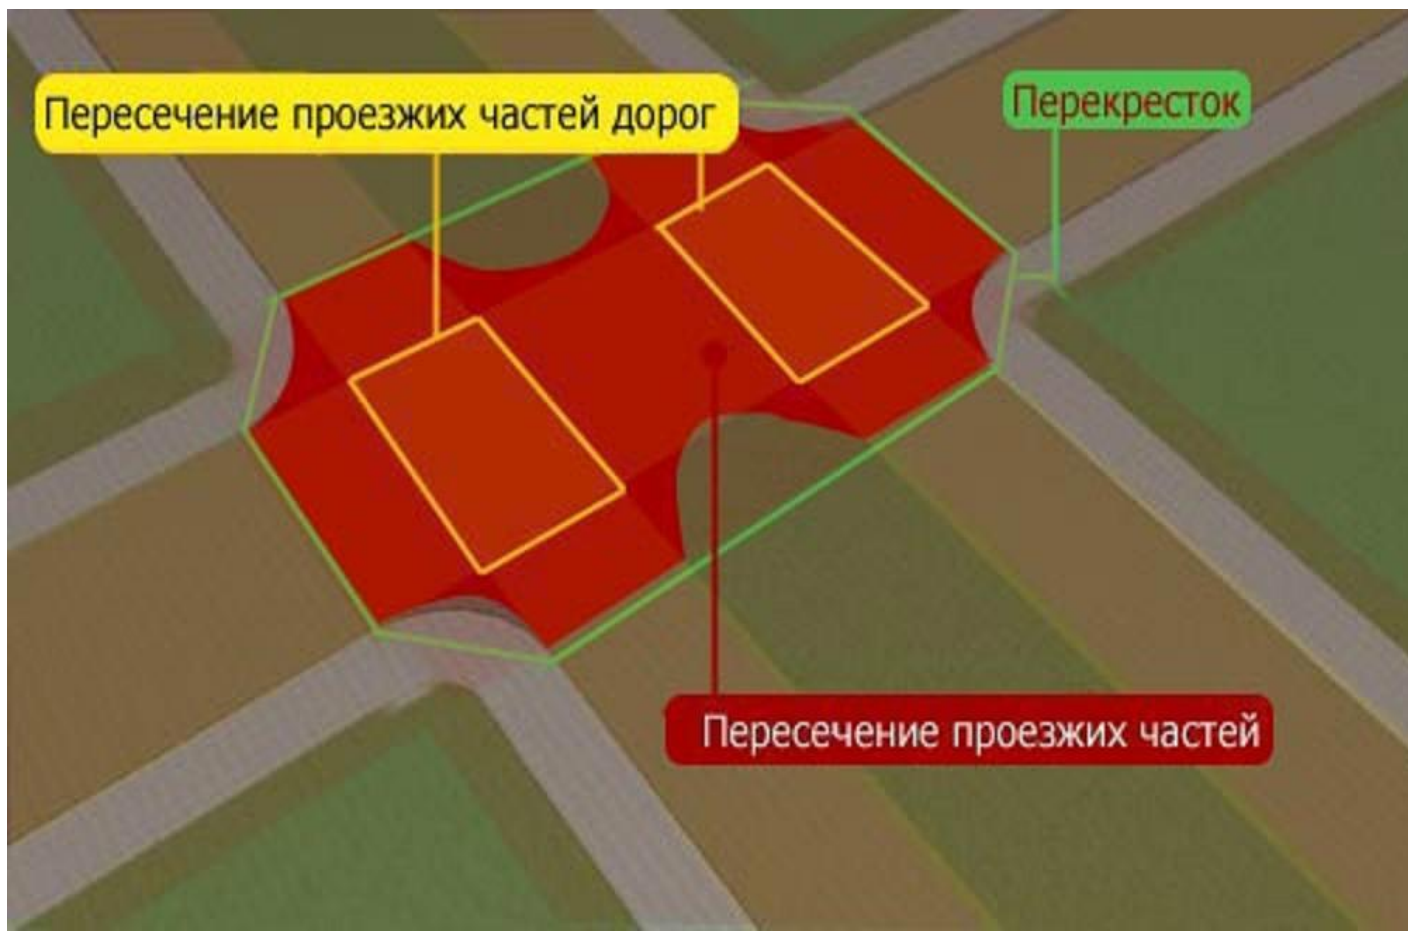 Пересечение проезжих частей дорог
Перекресток
Пересечение проезжих частей